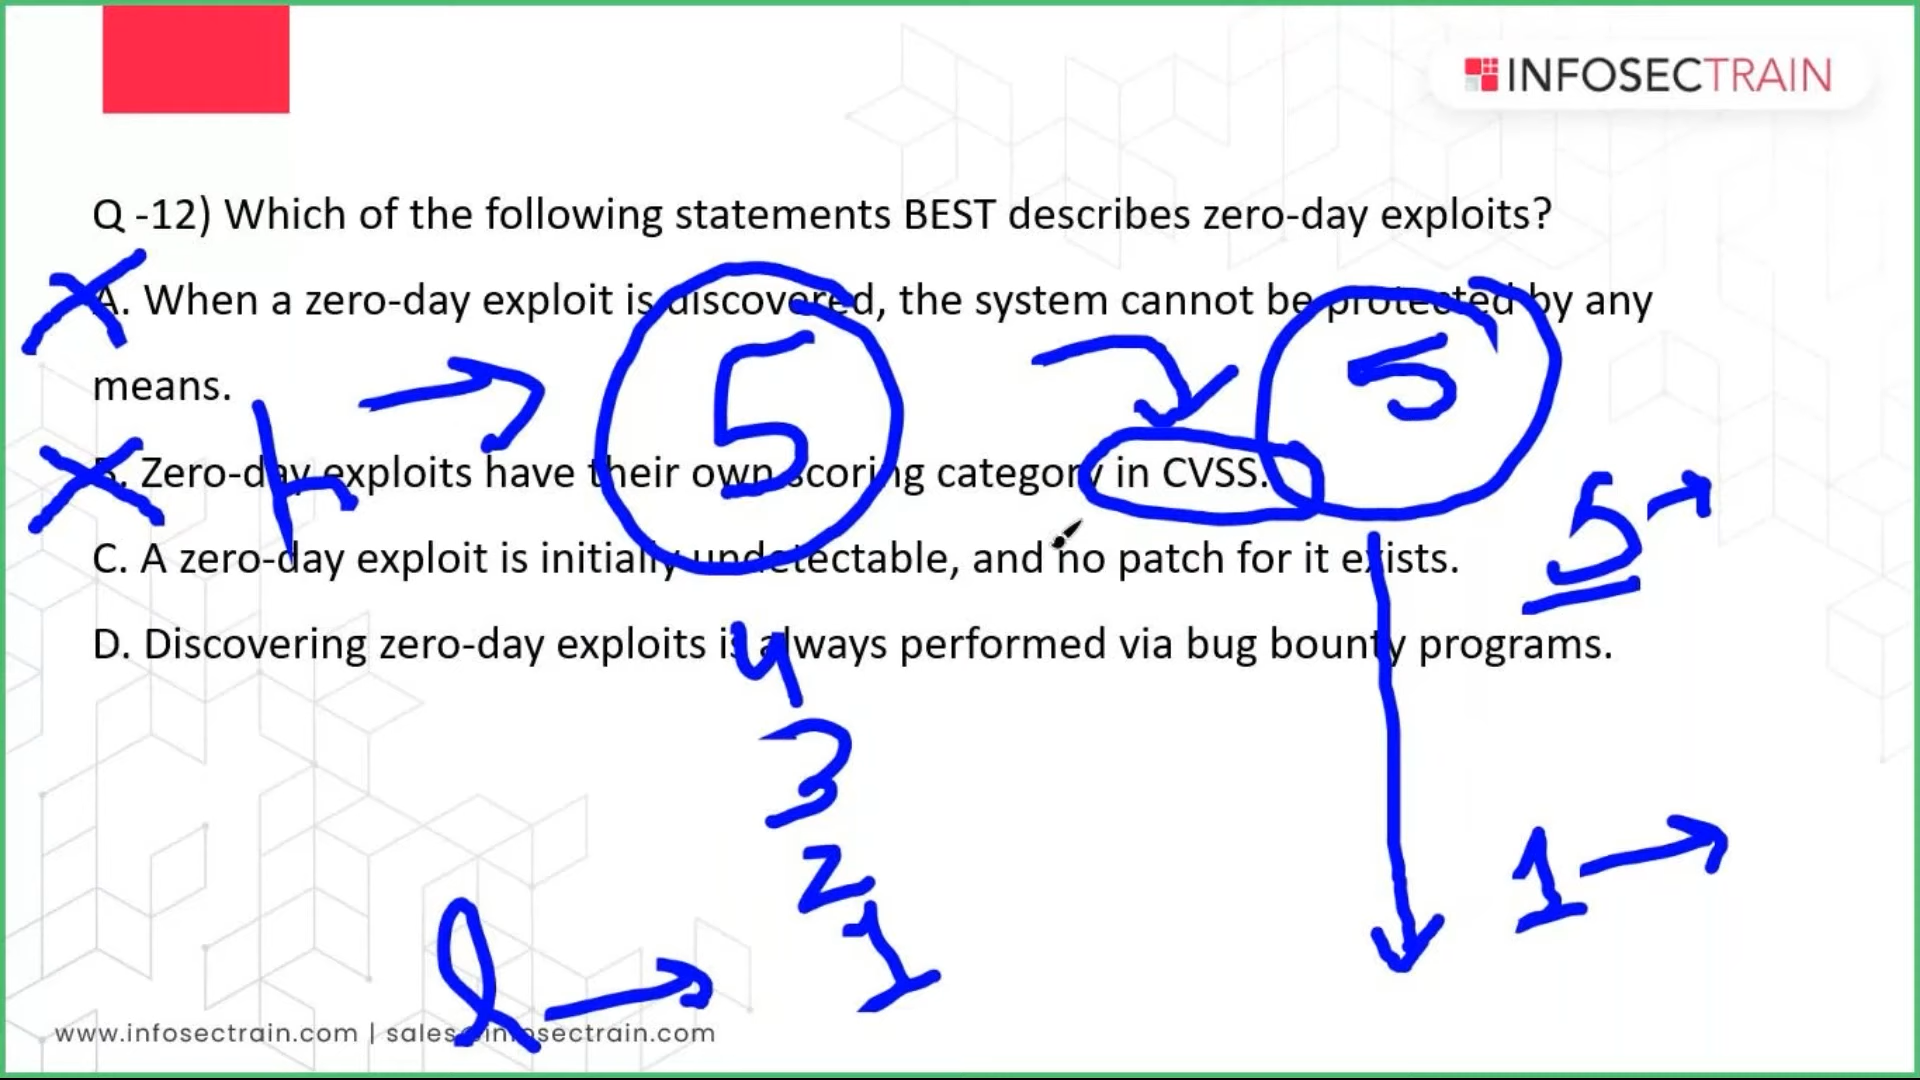 INFOSECTRAIN
Q -12) Which of the following statements BEST describes zero-day exploits?
A. When a zero-day exploit is discovered, the system cannot be protected by any
means.
B. Zero-day exploits have their own scoring category in CVSS.
C. A zero-day exploit is initially undetectable, and no patch for it exists.
D. Discovering zero-day exploits is always performed via bug bounty programs.
h 5 5
5
4
3
2
1
1
l
www.infosectrain.com | sales@infosectrain.com